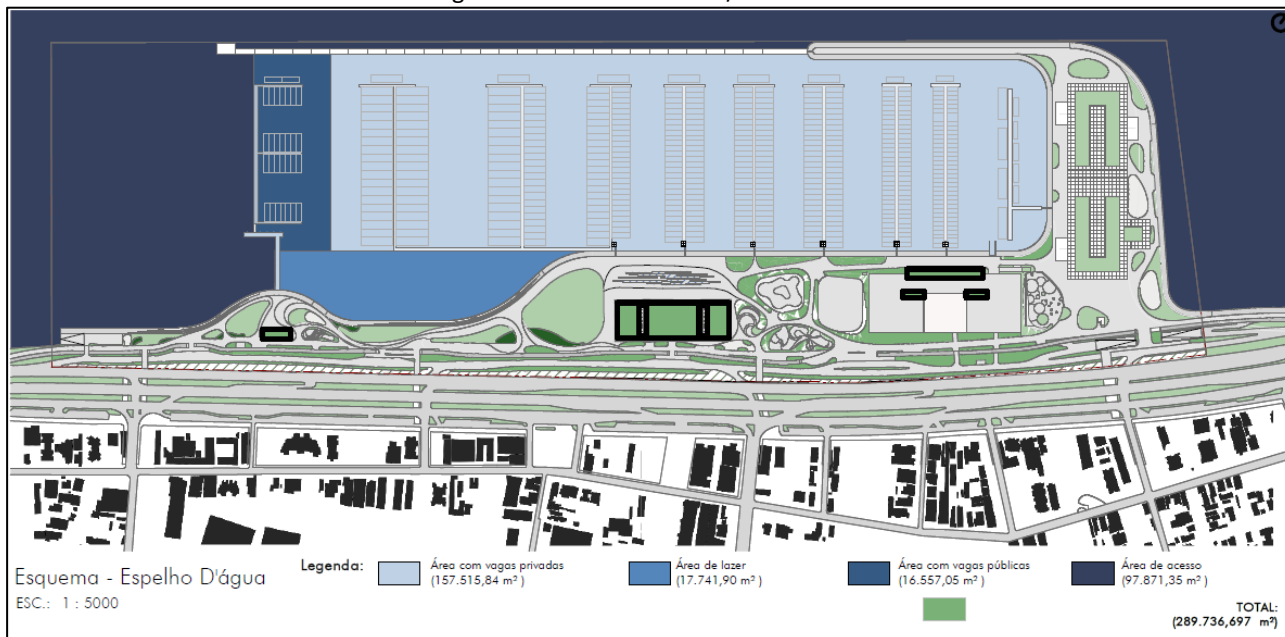 Esquema - Espelho D'água
ESC.: 1 : 5000
Legenda:
Área com vagas privadas
(157.515,84 m²)
Área de lazer
(17.741,90 m²)
Área com vagas públicas
(16.557,05 m²)
Área de acesso
(97.871,35 m²)
TOTAL:
(289.736,697 m²)